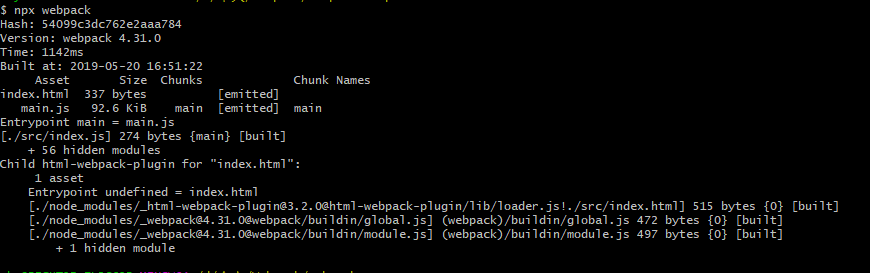 $ npx webpack
Hash: 54099c3dc762e2aaa784
Version: webpack 4.31.0
Time: 1142ms
Built at: 2019-05-20 16:51:22
     Asset       Size  Chunks             Chunk Names
index.html  337 bytes          [emitted]
   main.js   92.6 KiB    main  [emitted]  main
Entrypoint main = main.js
[./src/index.js] 274 bytes {main} [built]
    + 56 hidden modules
Child html-webpack-plugin for "index.html":
     1 asset
    Entrypoint undefined = index.html
    [./node_modules/_html-webpack-plugin@3.2.0@html-webpack-plugin/lib/loader.js!./src/index.html] 515 bytes {0} [built]
    [./node_modules/_webpack@4.31.0@webpack/buildin/global.js] (webpack)/buildin/global.js 472 bytes {0} [built]
    [./node_modules/_webpack@4.31.0@webpack/buildin/module.js] (webpack)/buildin/module.js 497 bytes {0} [built]
        + 1 hidden module